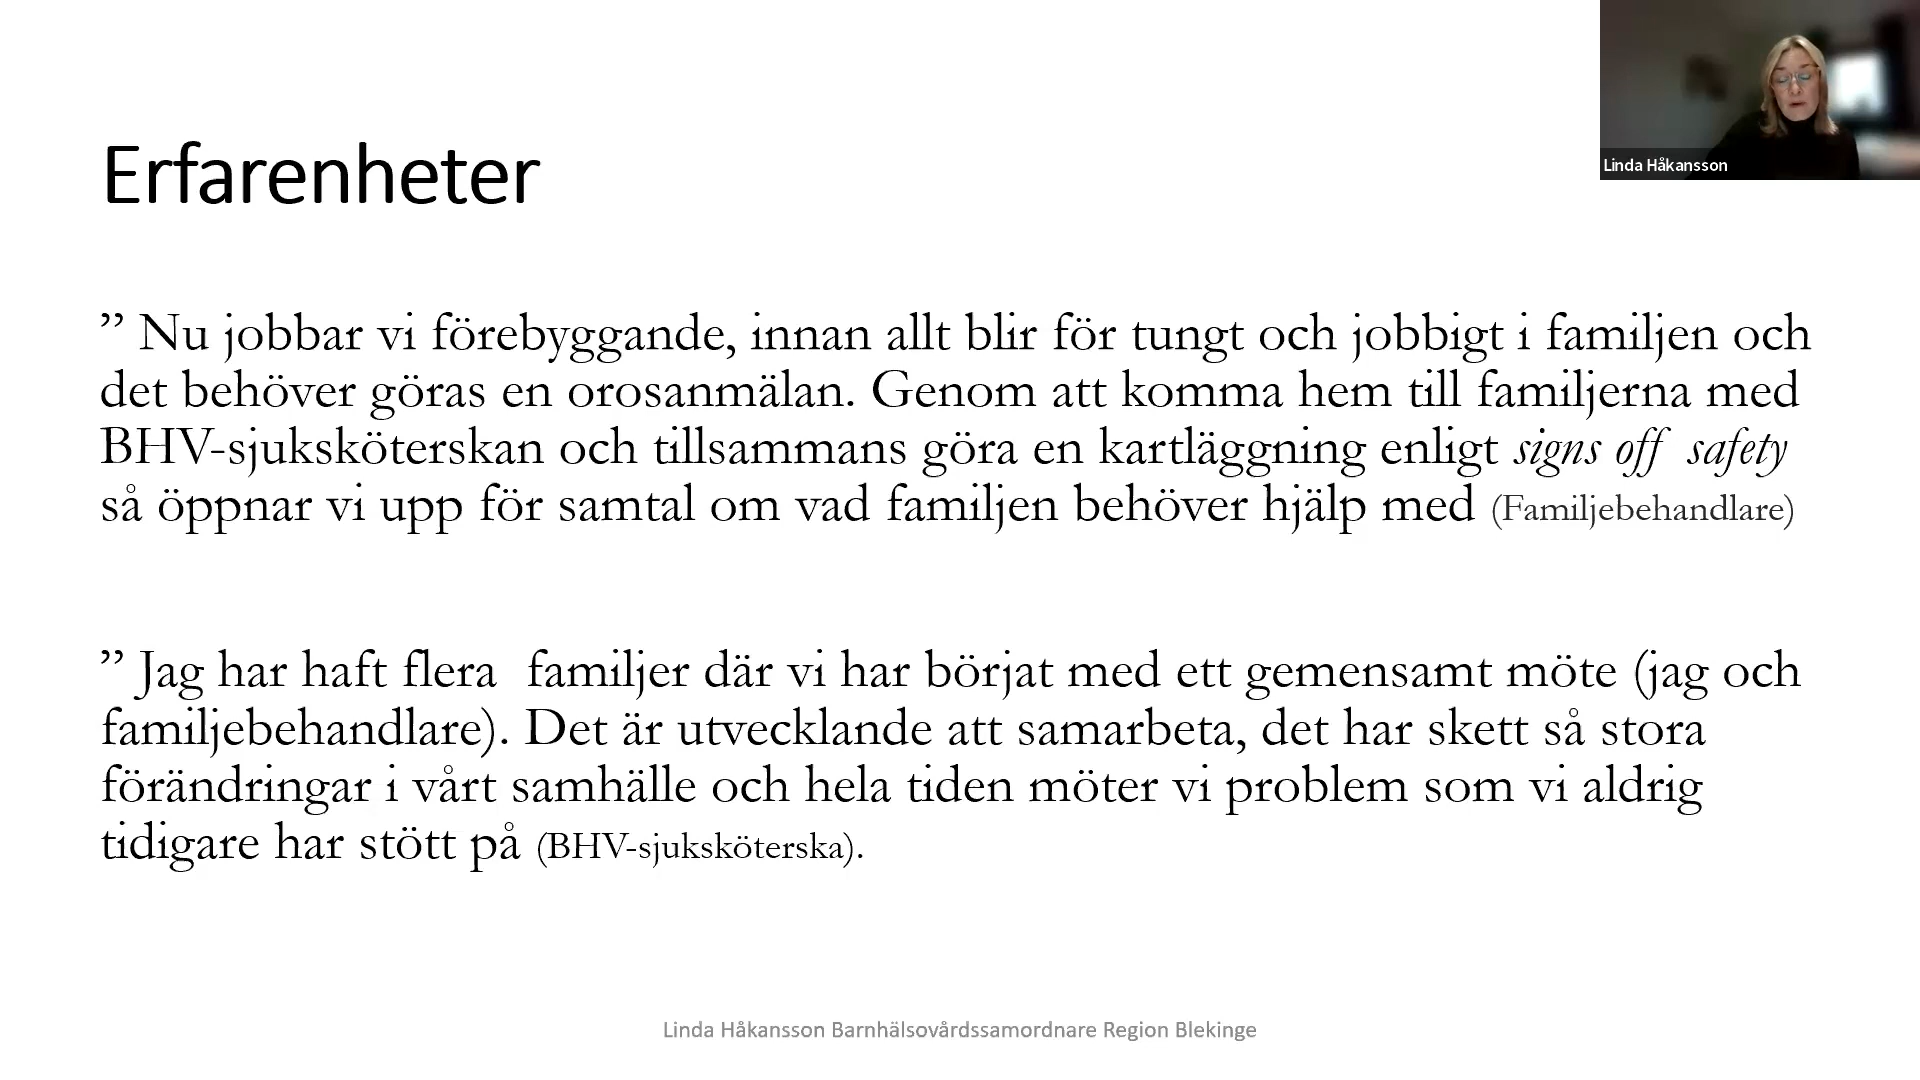 Linda Håkansson
Erfarenheter
” Nu jobbar vi förebyggande, innan allt blir för tungt och jobbigt i familjen och
det behöver göras en orosanmälan. Genom att komma hem till familjerna med
BHV-sjuksköterskan och tillsammans göra en kartläggning enligt signs off  safety
så öppnar vi upp för samtal om vad familjen behöver hjälp med (Familjebehandlare)
” Jag har haft flera  familjer där vi har börjat med ett gemensamt möte (jag och
familjebehandlare). Det är utvecklande att samarbeta, det har skett så stora
förändringar i vårt samhälle och hela tiden möter vi problem som vi aldrig
tidigare har stött på (BHV-sjuksköterska).
Linda Håkansson Barnhälsovårdssamordnare Region Blekinge